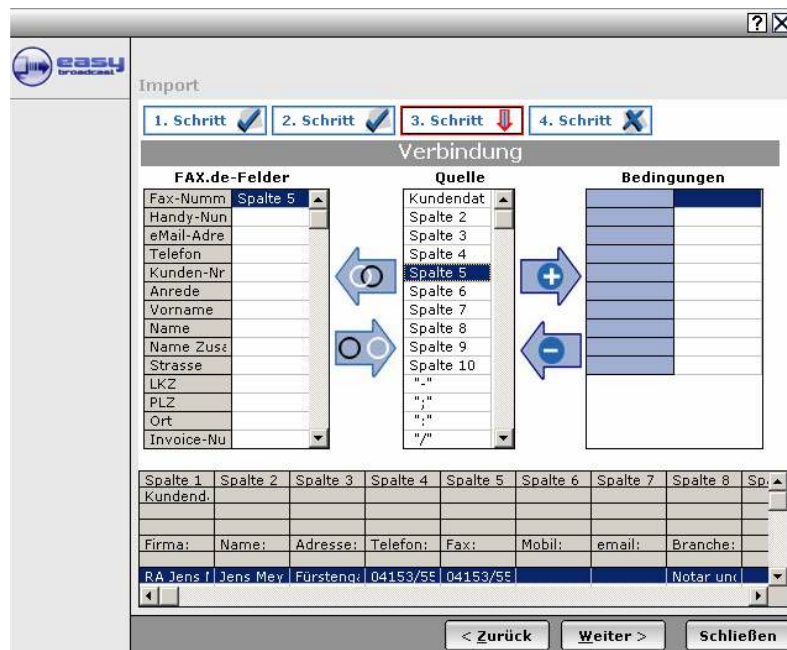 ?
easy
broadcast
Import
1. Schritt 2. Schritt 3. Schritt 4. Schritt
Verbindung
FAX.de-Felder Quelle Bedingungen
Fax-Numm Spalte 5 Kundendat
Handy-Nun Spalte 2
eMail-Adre Spalte 3
Telefon Spalte 4
Kunden-Nr Spalte 5
Anrede Spalte 6
Vorname Spalte 7
Name Spalte 8
Name Zusa Spalte 9
Strasse Spalte 10
LKZ "-"
PLZ ";"
Ort ":"
Invoice-Nu "/"
Spalte 1 Spalte 2 Spalte 3 Spalte 4 Spalte 5 Spalte 6 Spalte 7 Spalte 8 Spa
Kundend.
Firma: Name: Adresse: Telefon: Fax: Mobil: email: Branche:
RA Jens Jens Mey Fürstenga 04153/55 04153/55 Notar und
< Zurück Weiter > Schließen